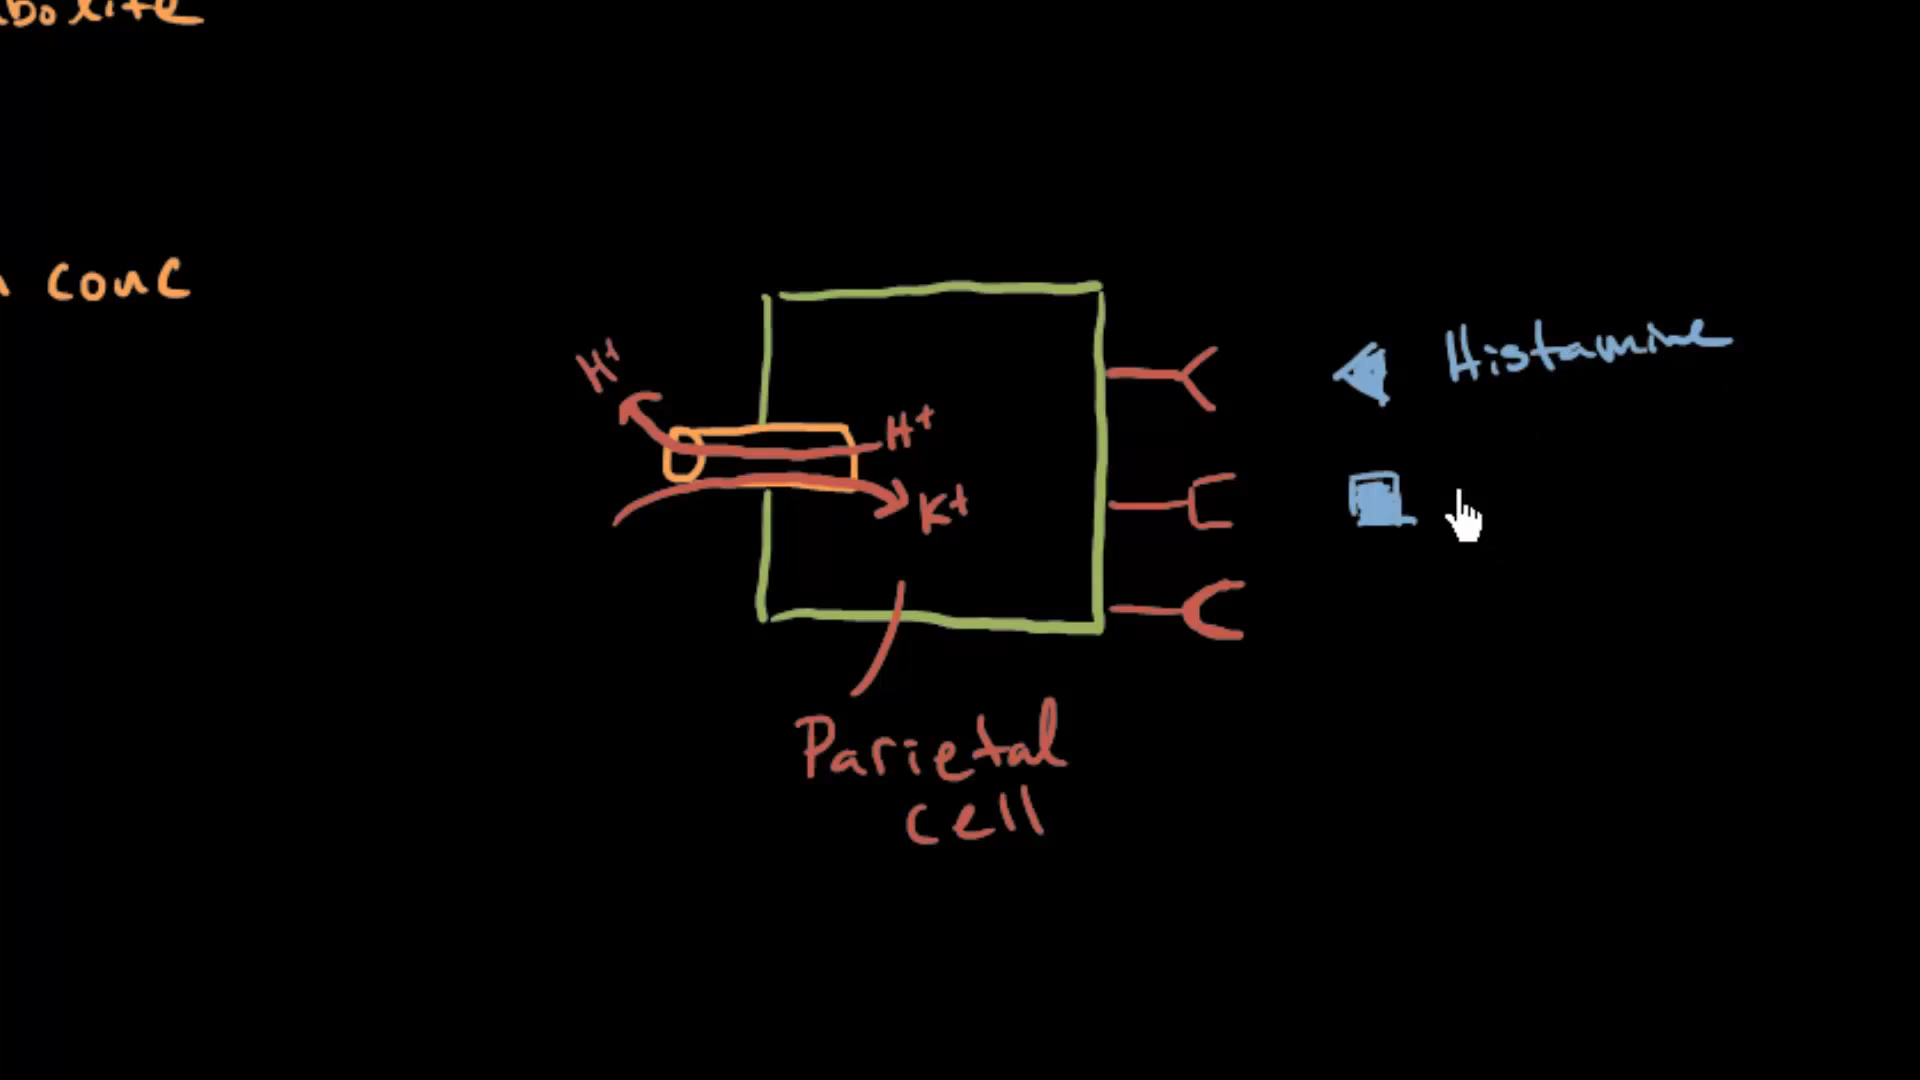 conc
H+
H+
K+
Histamine
Parietal
cell